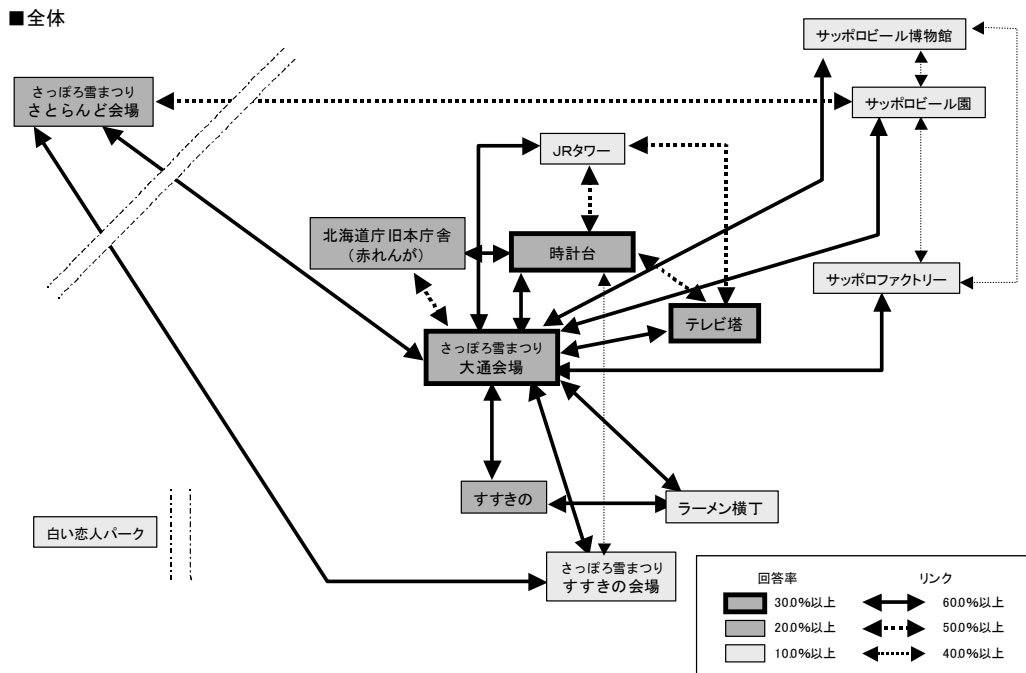 ■全体
サッポロビール博物館
さっぽろ雪まつり
さとらんど会場
サッポロビール園
JRタワー
北海道庁旧本庁舎
(赤れんが)
時計台
サッポロファクトリー
テレビ塔
さっぽろ雪まつり
大通会場
すすきの
ラーメン横丁
白い恋人パーク
さっぽろ雪まつり
すすきの会場
回答率 リンク
30.0%以上 60.0%以上
20.0%以上 50.0%以上
10.0%以上 40.0%以上